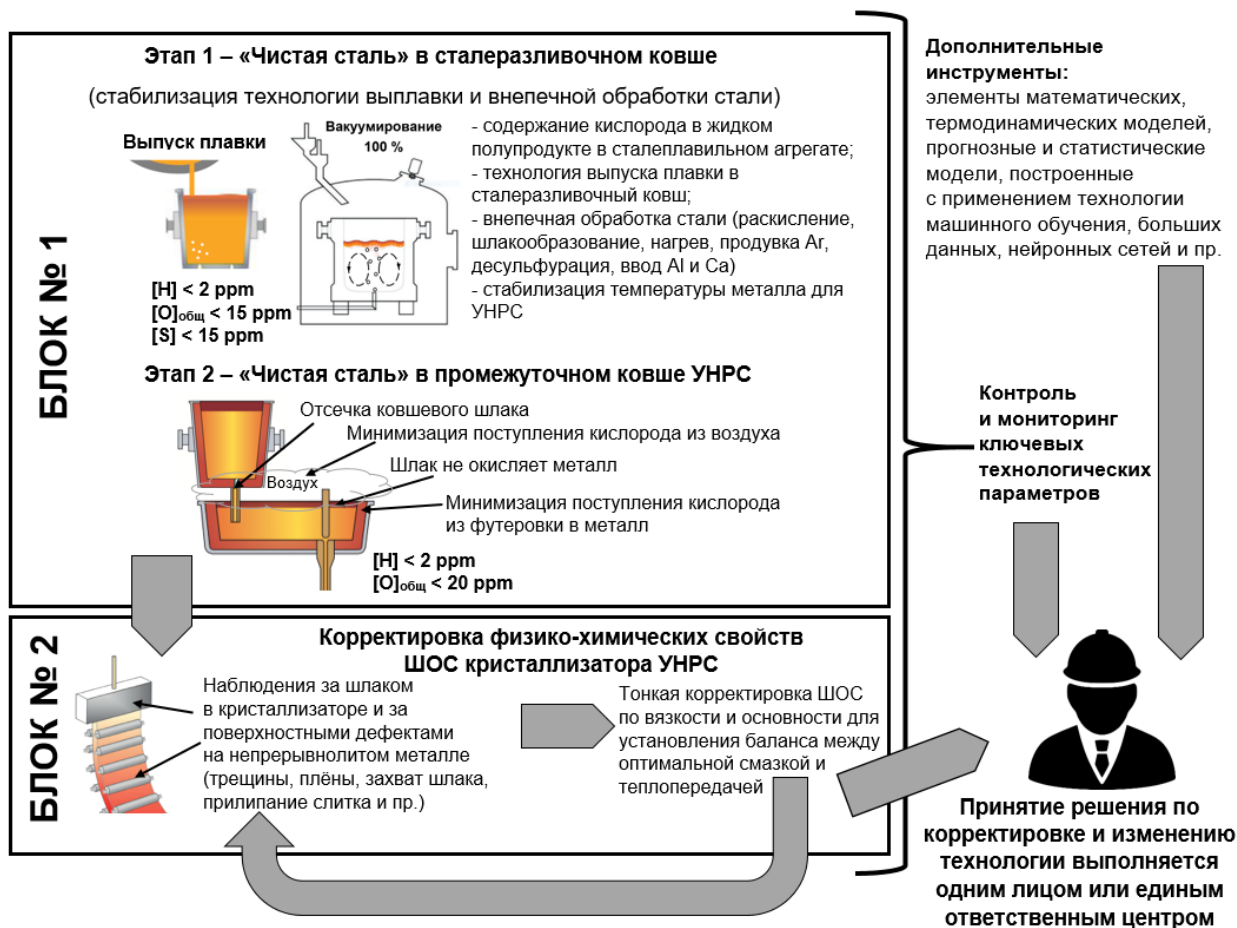 БЛОК № 1
Этап 1 – «Чистая сталь» в сталеразливочном ковше
(стабилизация технологии выплавки и внепечной обработки стали)
Выпуск плавки
Вакуумирование
100 %
[H] < 2 ppm
[O]общ < 15 ppm
[S] < 15 ppm
- содержание кислорода в жидком
полупродукте в сталеплавильном агрегате;
- технология выпуска плавки в
сталеразливочный ковш;
- внепечная обработка стали (раскисление,
шлакообразование, нагрев, продувка Ar,
десульфурация, ввод Al и Ca)
- стабилизация температуры металла для
УНРС
Этап 2 – «Чистая сталь» в промежуточном ковше УНРС
Отсечка ковшевого шлака
Минимизация поступления кислорода из воздуха
Шлак не окисляет металл
Воздух
Минимизация поступления кислорода
из футеровки в металл
[H] < 2 ppm
[O]общ < 20 ppm
БЛОК № 2
Корректировка физико-химических свойств
ШОС кристаллизатора УНРС
Наблюдения за шлаком
в кристаллизаторе и за
поверхностными дефектами
на непрерывнолитом металле
(трещины, плёны, захват шлака,
прилипание слитка и пр.)
Тонкая корректировка ШОС
по вязкости и основности для
установления баланса между
оптимальной смазкой и
теплопередачей
Дополнительные
инструменты:
элементы математических,
термодинамических моделей,
прогнозные и статистические
модели, построенные
с применением технологии
машинного обучения, больших
данных, нейронных сетей и пр.
Контроль
и мониторинг
ключевых
технологических
параметров
Принятие решения по
корректировке и изменению
технологии выполняется
одним лицом или единым
ответственным центром